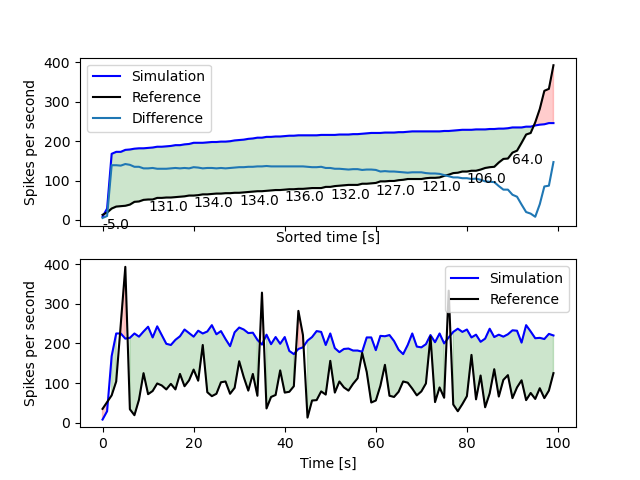 400
300
200
100
0
Spikes per second
Simulation
Reference
Difference
-5.0
131.0
134.0
134.0
136.0
132.0
127.0
121.0
106.0
64.0
Sorted time [s]
400
300
200
100
0
Spikes per second
Simulation
Reference
0
20
40
60
80
100
Time [s]